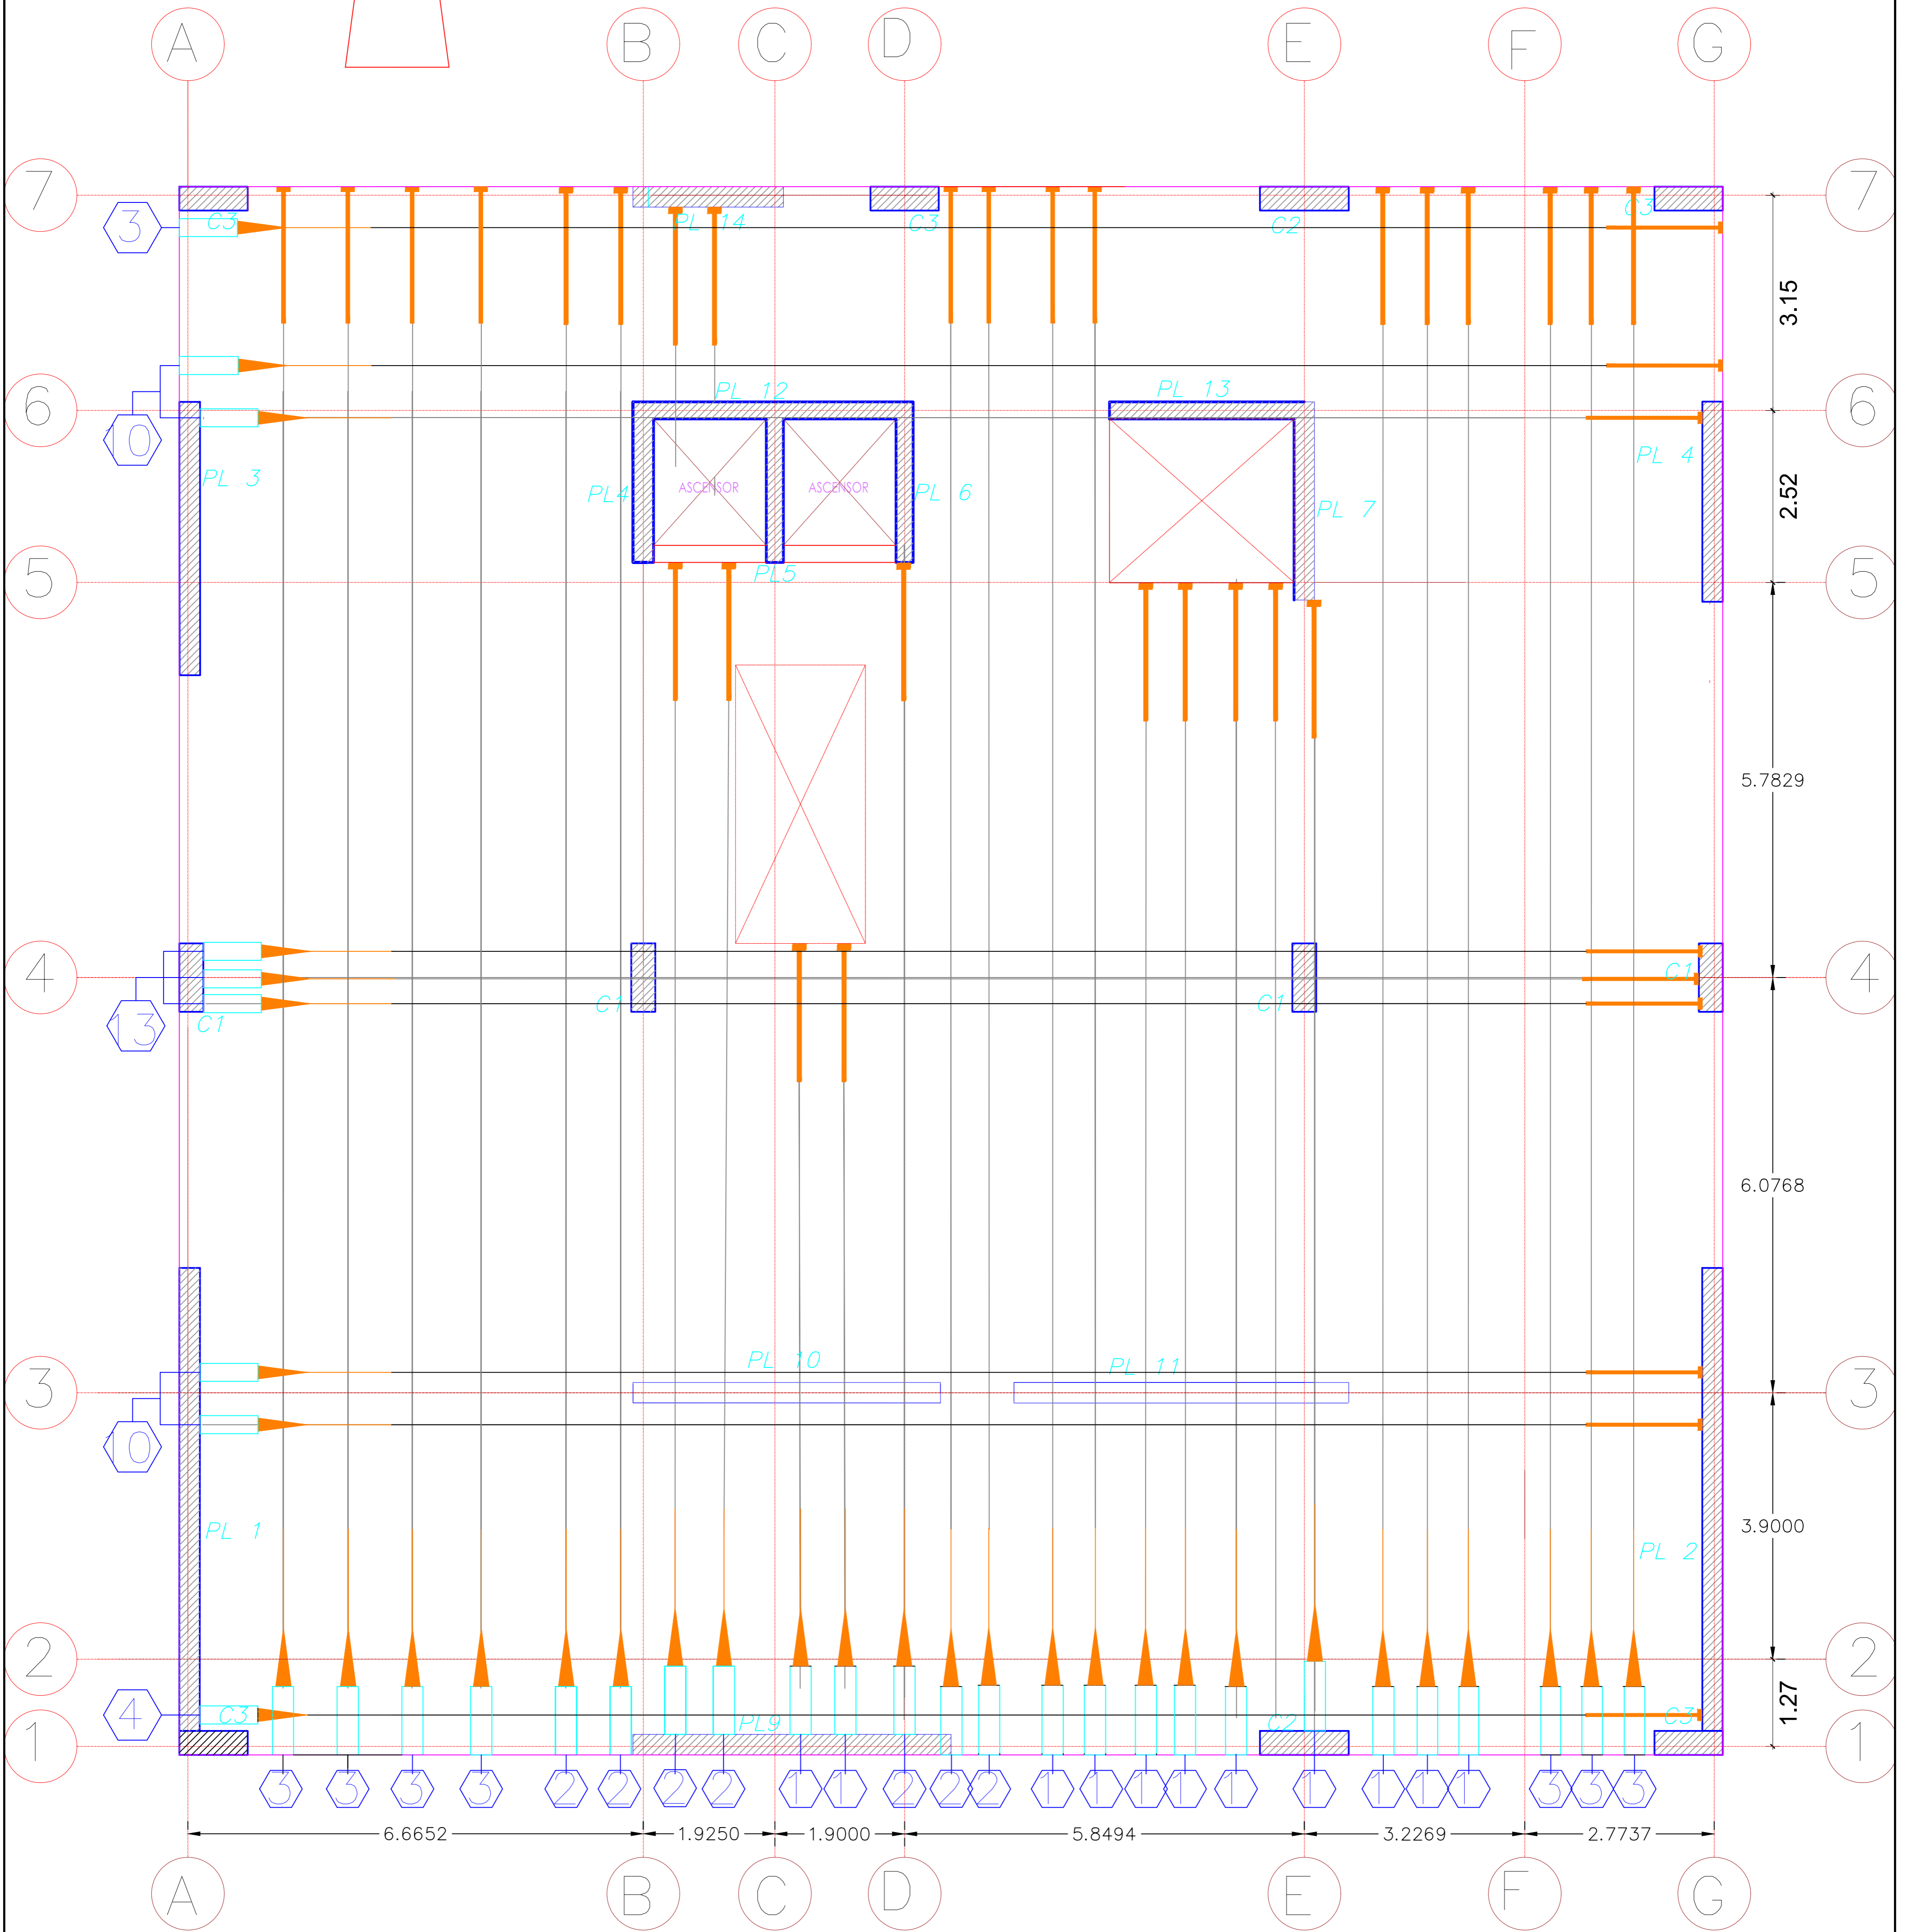 A B C D E F G
7 7
3 C3 PL 14 C3 C2 C3
3.15
6 6
10 PL 12 PL 13
PL 3 PL4 ASCENSOR ASCENSOR PL 6 PL 7 PL 4
2.52
5 PL5 5
5.7829
4 C1 4
13 C1 C1 C1
6.0768
PL 10 PL 11
3 3
10
PL 1 PL 2
3.9000
2 2
4 C3 PL9 C2 C3
1.27
1 1
3 3 3 3 2 2 2 2 1 1 2 2 2 1 1 1 1 1 1 1 1 1 3 3 3
6.6652 1.9250 1.9000 5.8494 3.2269 2.7737
A B C D E F G